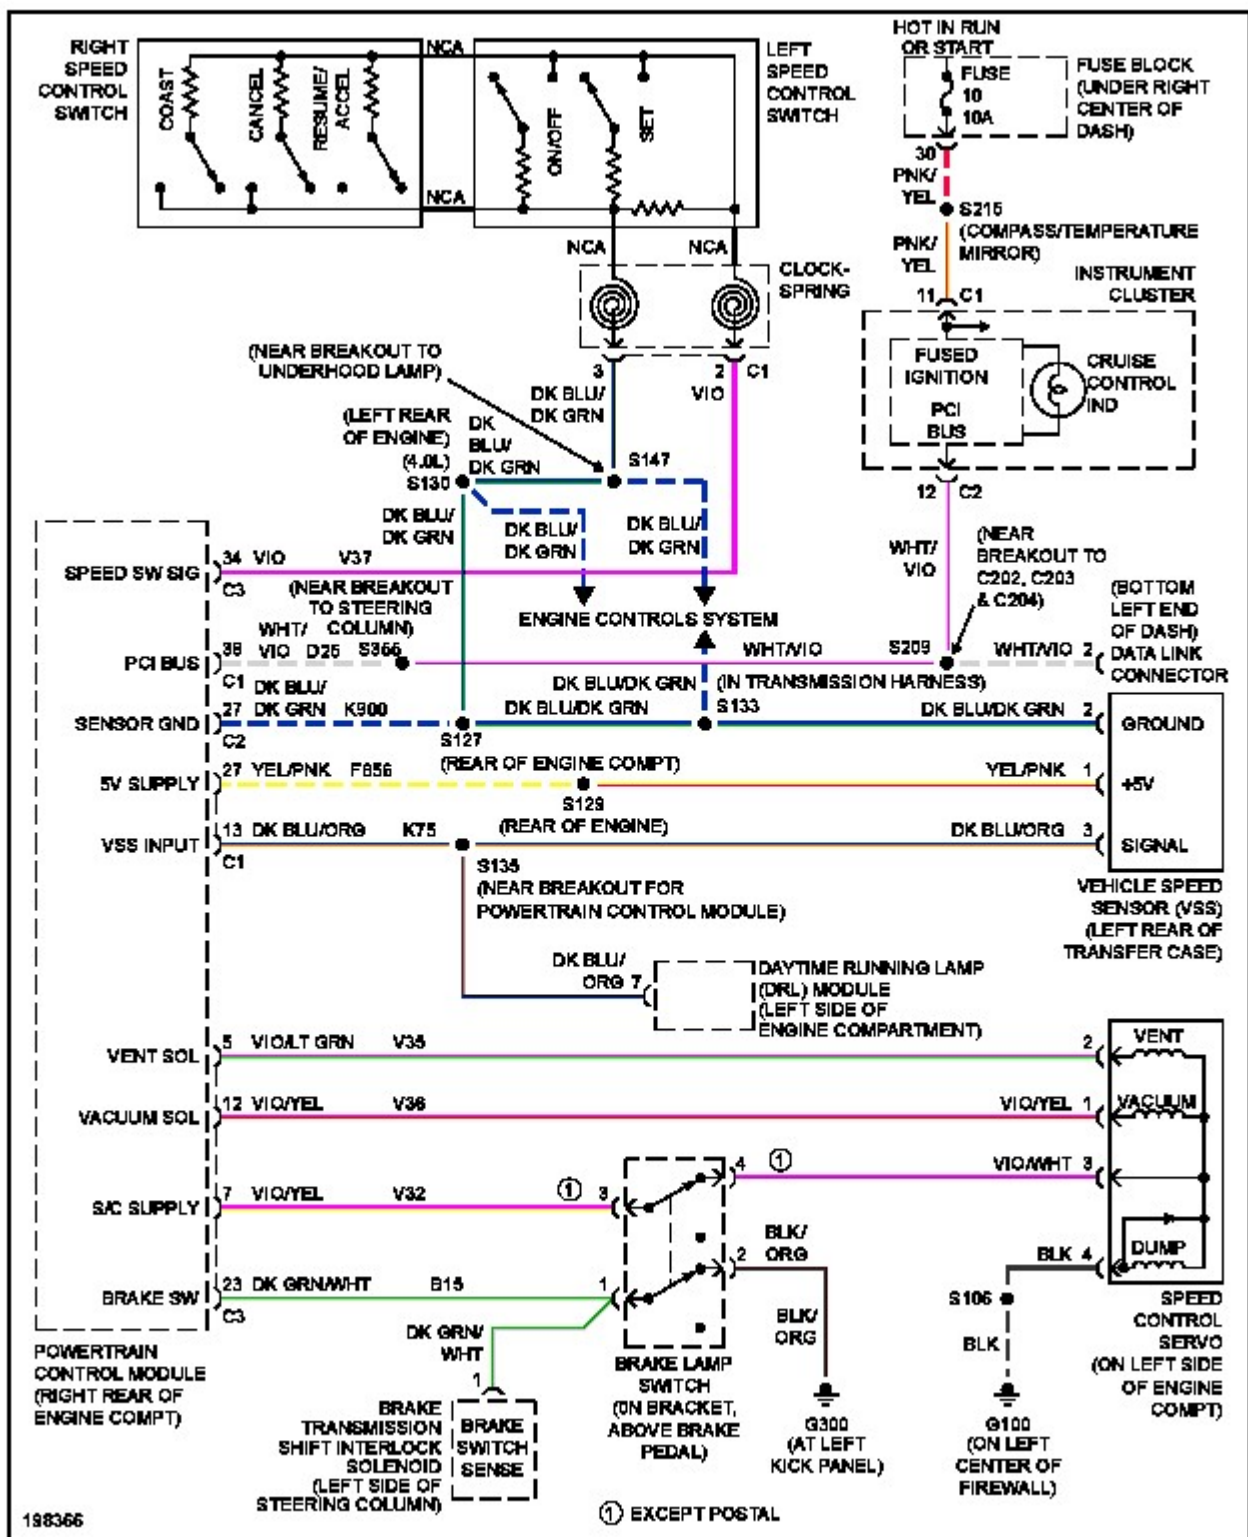 RIGHT
SPEED
CONTROL
SWITCH
COAST
CANCEL
RESUME/
ACCEL
NCA
NCA
ON/OFF
SET
LEFT
SPEED
CONTROL
SWITCH
HOT IN RUN
OR START
FUSE
10
10A
FUSE BLOCK
(UNDER RIGHT
CENTER OF
DASH)
30
PNK/
YEL
S215
(COMPASS/TEMPERATURE
MIRROR)
PNK/
YEL
11 C1
INSTRUMENT
CLUSTER
NCA
NCA
CLOCK-
SPRING
FUSED
IGNITION
PCI
BUS
CRUISE
CONTROL
IND
12 C2
(NEAR BREAKOUT TO
UNDERHOOD LAMP)
3
DK BLU/
DK GRN
2 C1
VIO
(LEFT REAR
OF ENGINE)
(4.0L)
S130
DK
BLU/
DK GRN
S147
DK BLU/
DK GRN
DK BLU/
DK GRN
DK BLU/
DK GRN
WHT/
VIO
(NEAR
BREAKOUT TO
C202, C203
& C204)
(BOTTOM
LEFT END
OF DASH)
DATA LINK
CONNECTOR
SPEED SW SIG
34 VIO V37
C3
(NEAR BREAKOUT
TO STEERING
COLUMN)
ENGINE CONTROLS SYSTEM
PCI BUS
38 WHT/
VIO D25 S366
C1
WHT/VIO
S209
WHT/VIO 2
SENSOR GND
27 DK BLU/
DK GRN K900
C2
DK BLU/DK GRN
(IN TRANSMISSION HARNESS)
DK BLU/DK GRN
S133
DK BLU/DK GRN 2
GROUND
S127
(REAR OF ENGINE COMPT)
5V SUPPLY
27 YEL/PNK F856
YEL/PNK 1
+5V
S129
(REAR OF ENGINE)
VSS INPUT
13 DK BLU/ORG K75
C1
DK BLU/ORG 3
SIGNAL
S135
(NEAR BREAKOUT FOR
POWERTRAIN CONTROL MODULE)
VEHICLE SPEED
SENSOR (VSS)
(LEFT REAR OF
TRANSFER CASE)
DK BLU/
ORG 7
DAYTIME RUNNING LAMP
(DRL) MODULE
(LEFT SIDE OF
ENGINE COMPARTMENT)
VENT SOL
5 VIO/LT GRN V35
2
VENT
VACUUM SOL
12 VIO/YEL V36
VIO/YEL 1
VACUUM
4 1
VIO/WHT 3
S/C SUPPLY
7 VIO/YEL V32
1 3
BLK/
ORG
2
BLK 4
DUMP
BRAKE SW
23 DK GRN/WHT B15
C3
1
S106
DK GRN/
WHT
1
BLK/
ORG
BLK
SPEED
CONTROL
SERVO
(ON LEFT SIDE
OF ENGINE
COMPT)
POWERTRAIN
CONTROL MODULE
(RIGHT REAR OF
ENGINE COMPT)
BRAKE LAMP
SWITCH
(0N BRACKET,
ABOVE BRAKE
PEDAL)
BRAKE
TRANSMISSION
SHIFT INTERLOCK
SOLENOID
(LEFT SIDE OF
STEERING COLUMN)
BRAKE
SWITCH
SENSE
G300
(AT LEFT
KICK PANEL)
G100
(ON LEFT
CENTER OF
FIREWALL)
1 EXCEPT POSTAL
198366